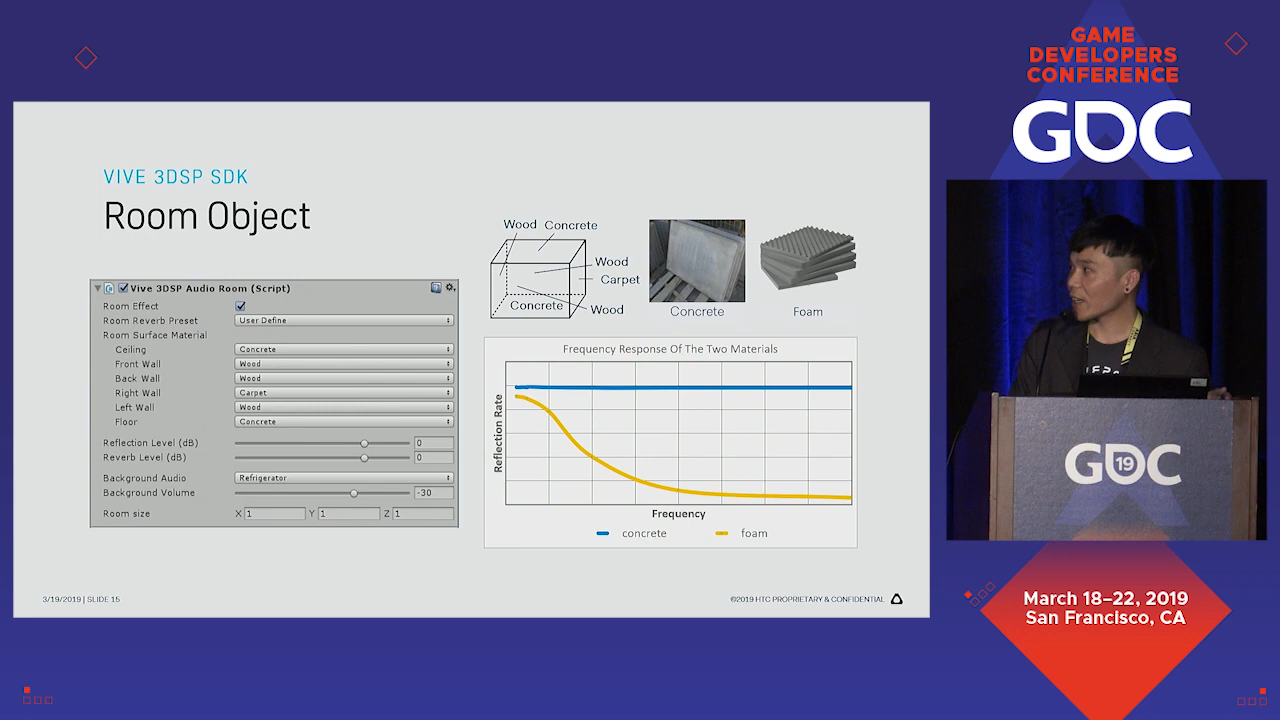 GAME
DEVELOPERS
CONFERENCE
GDC
VIVE 3DSP SDK
Room Object
Vive 3DSP Audio Room (Script)
Room Effect
Room Reverb Preset User Define
Room Surface Material
Ceiling Concrete
Front Wall Wood
Back Wall Wood
Right Wall Carpet
Left Wall Wood
Floor Concrete
Reflection Level (dB) 0
Reverb Level (dB) 0
Background Audio Refrigerator
Background Volume -30
Room size X 1 Y 1 Z 1
Wood Concrete
Wood
Carpet
Concrete
Wood
Concrete
Foam
Frequency Response Of The Two Materials
Reflection Rate
Frequency
concrete foam
3/19/2019 | SLIDE 15
©2019 HTC PROPRIETARY & CONFIDENTIAL
GDC
19
March 18–22, 2019
San Francisco, CA